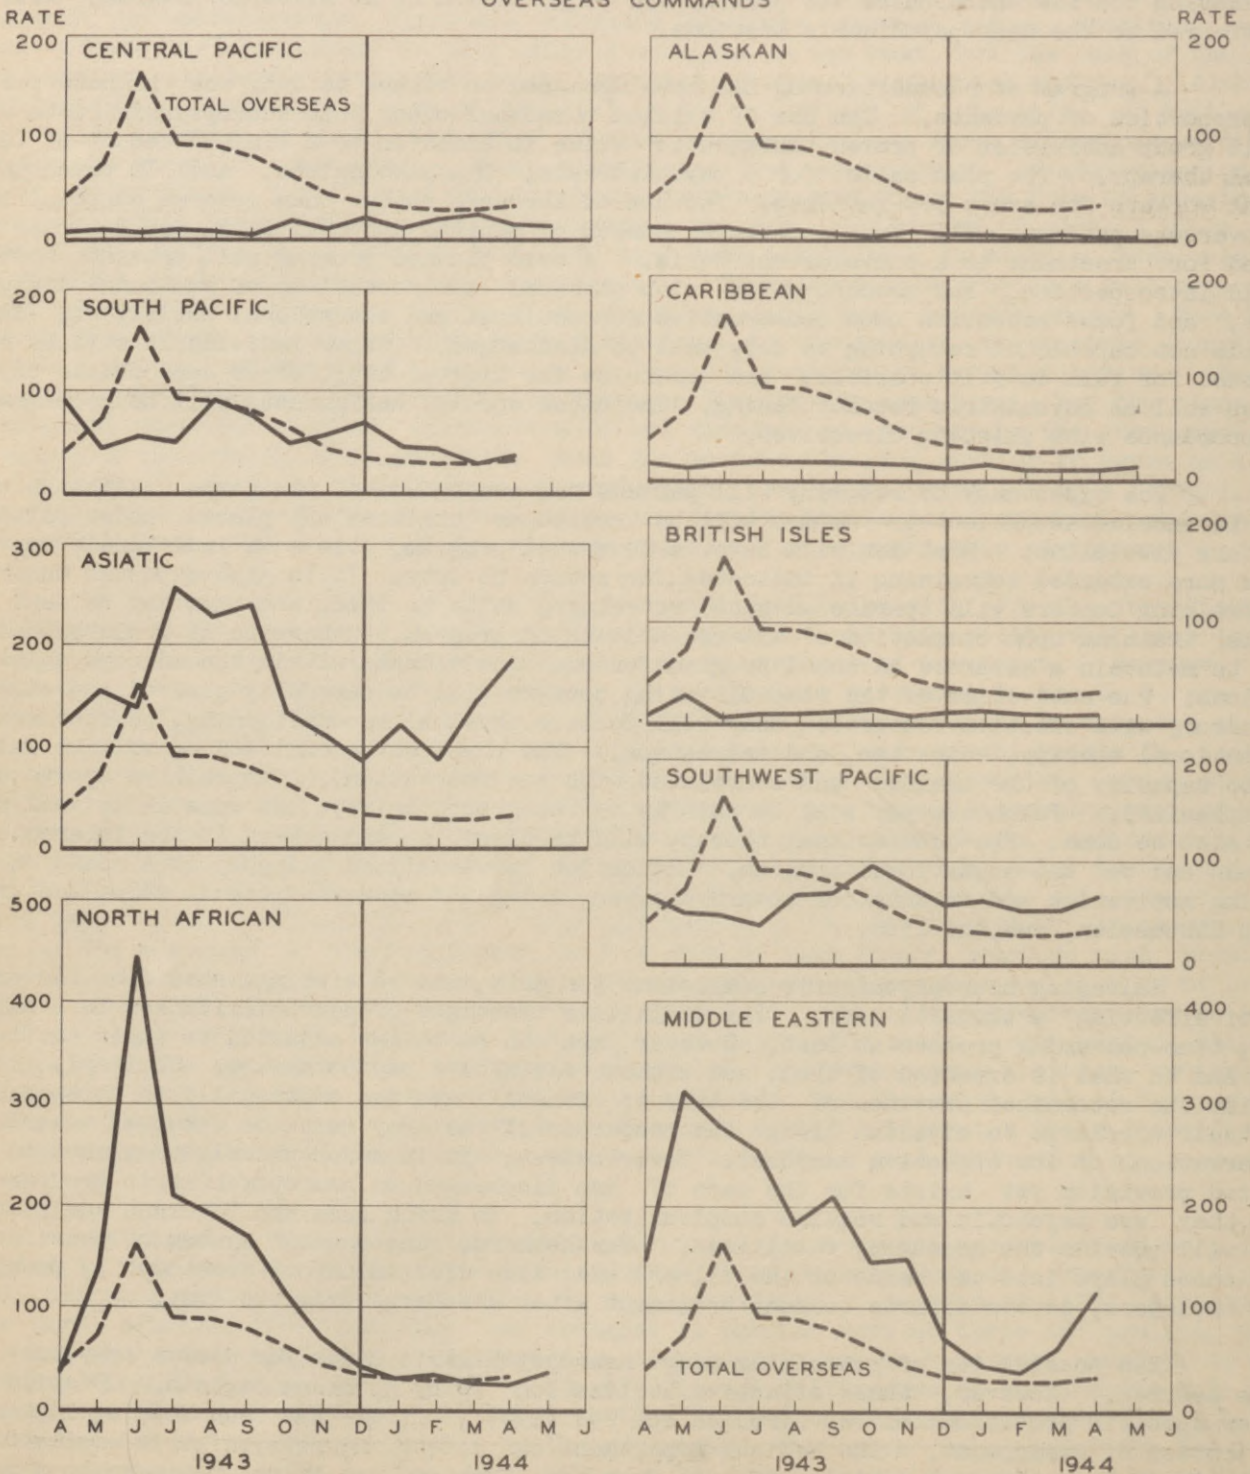 OVERSEAS COMMANDS
RATE
RATE
200
CENTRAL PACIFIC
TOTAL OVERSEAS
100
0
ALASKAN
200
100
0
200
SOUTH PACIFIC
100
0
CARIBBEAN
200
100
0
300
ASIATIC
200
100
0
BRITISH ISLES
200
100
0
SOUTHWEST PACIFIC
200
100
0
500
NORTH AFRICAN
400
300
200
100
0
A M J J A S O N D J F M A M J
1943 1944
MIDDLE EASTERN
400
300
200
100
0
TOTAL OVERSEAS
A M J J A S O N D J F M A M J
1943 1944